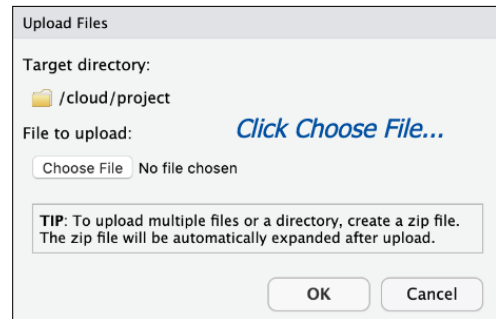 Upload Files
Target directory:
/cloud/project
Click Choose File...
File to upload:
Choose File No file chosen
TIP: To upload multiple files or a directory, create a zip file.
The zip file will be automatically expanded after upload.
OK Cancel